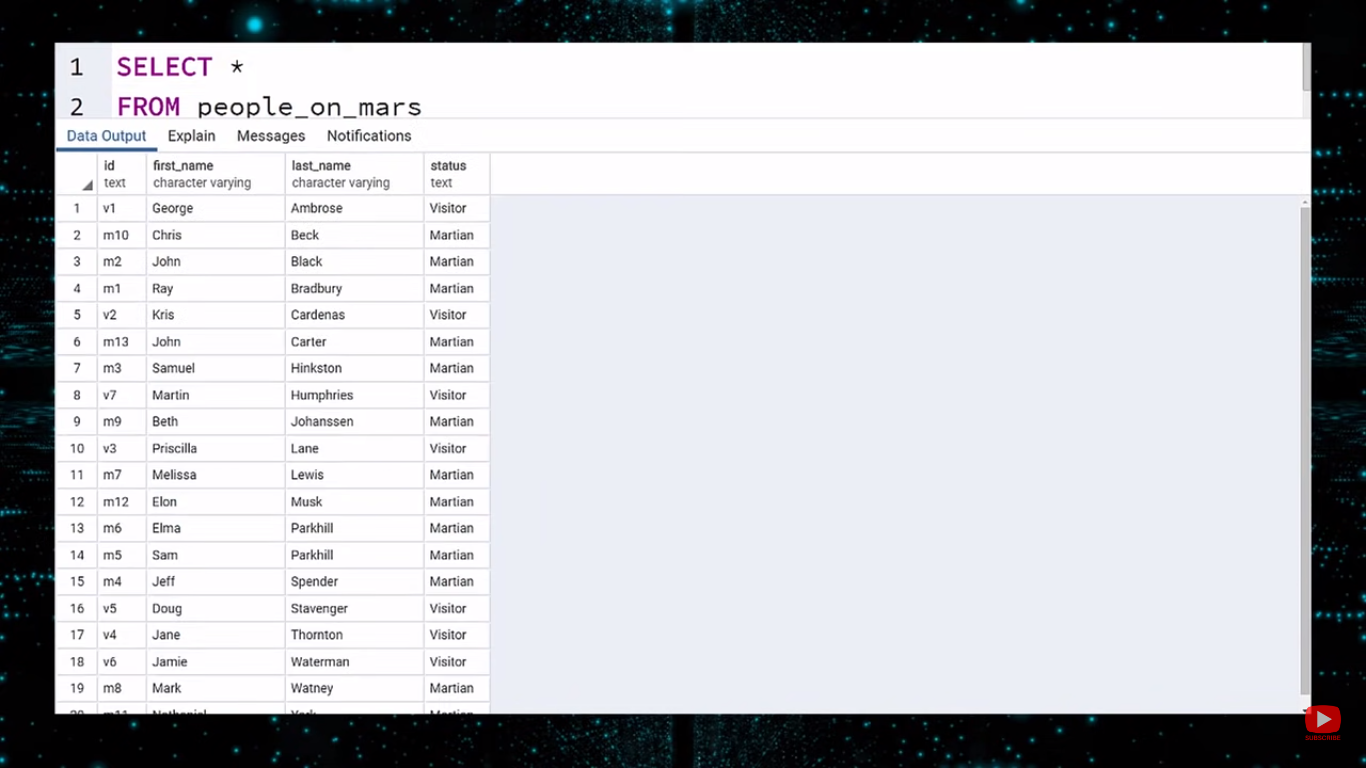 1 SELECT *
2 FROM people_on_mars
Data Output Explain Messages Notifications
id first_name last_name status
text character varying character varying text
1 v1 George Ambrose Visitor
2 m10 Chris Beck Martian
3 m2 John Black Martian
4 m1 Ray Bradbury Martian
5 v2 Kris Cardenas Visitor
6 m13 John Carter Martian
7 m3 Samuel Hinkston Martian
8 v7 Martin Humphries Visitor
9 m9 Beth Johanssen Martian
10 v3 Priscilla Lane Visitor
11 m7 Melissa Lewis Martian
12 m12 Elon Musk Martian
13 m6 Elma Parkhill Martian
14 m5 Sam Parkhill Martian
15 m4 Jeff Spender Martian
16 v5 Doug Stavenger Visitor
17 v4 Jane Thornton Visitor
18 v6 Jamie Waterman Visitor
19 m8 Mark Watney Martian
SUBSCRIBE